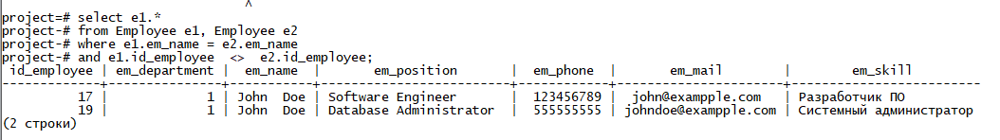 ^
project=# select e1.*
project-# from Employee e1, Employee e2
project-# where e1.em_name = e2.em_name
project-# and e1.id_employee  <>  e2.id_employee;
 id_employee | em_department | em_name | em_position | em_phone | em_mail | em_skill
-------------+---------------+-----------+------------------------+-----------+----------------------+------------------------
 17 | 1 | John  Doe | Software Engineer | 123456789 | john@exampple.com | Разработчик ПО
 19 | 1 | John  Doe | Database Administrator | 555555555 | johndoe@exampple.com | Системный администратор
(2 строки)